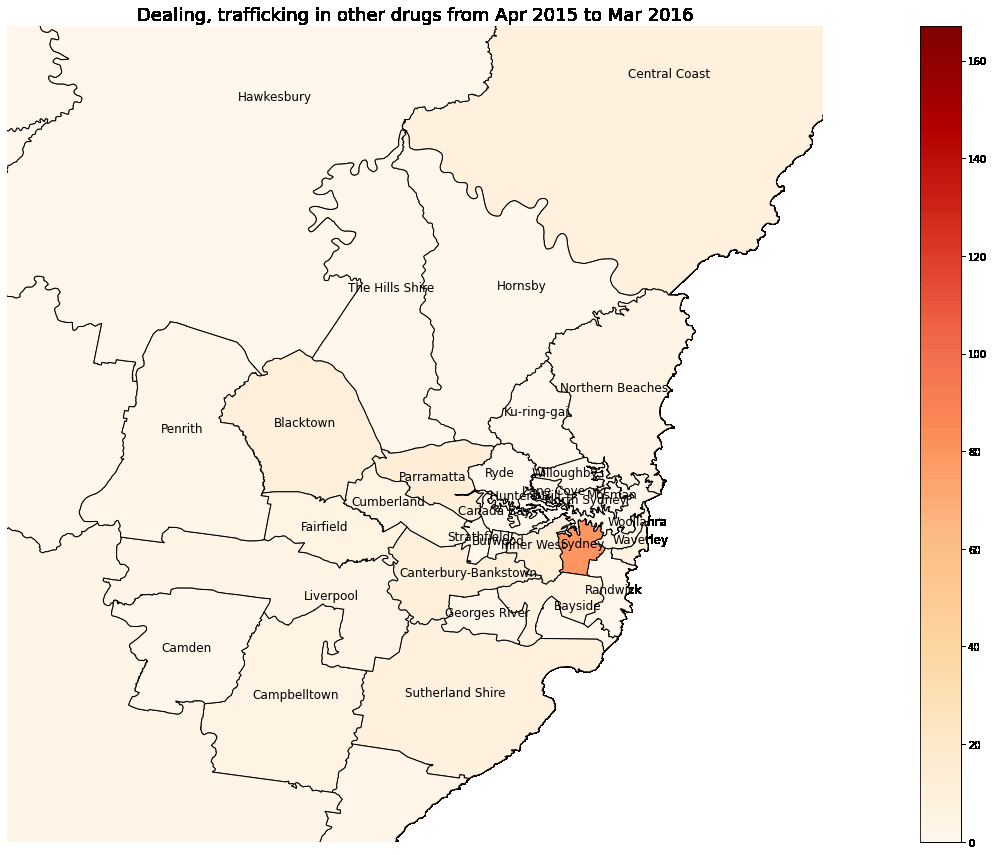 Dealing, trafficking in other drugs from Apr 2015 to Mar 2016
Central Coast
Hawkesbury
The Hills Shire
Hornsby
Northern Beaches
Ku-ring-gai
Blacktown
Penrith
Parramatta
Ryde
Willoughby
Lane Cove
Mosman
North Sydney
Cumberland
Canada Bay
Fairfield
Woollahra
Strathfield
Burwood
Inner West
Sydney
Waverley
Canterbury-Bankstown
Liverpool
Randwick
Bayside
Georges River
Camden
Campbelltown
Sutherland Shire
160
140
120
100
80
60
40
20
0